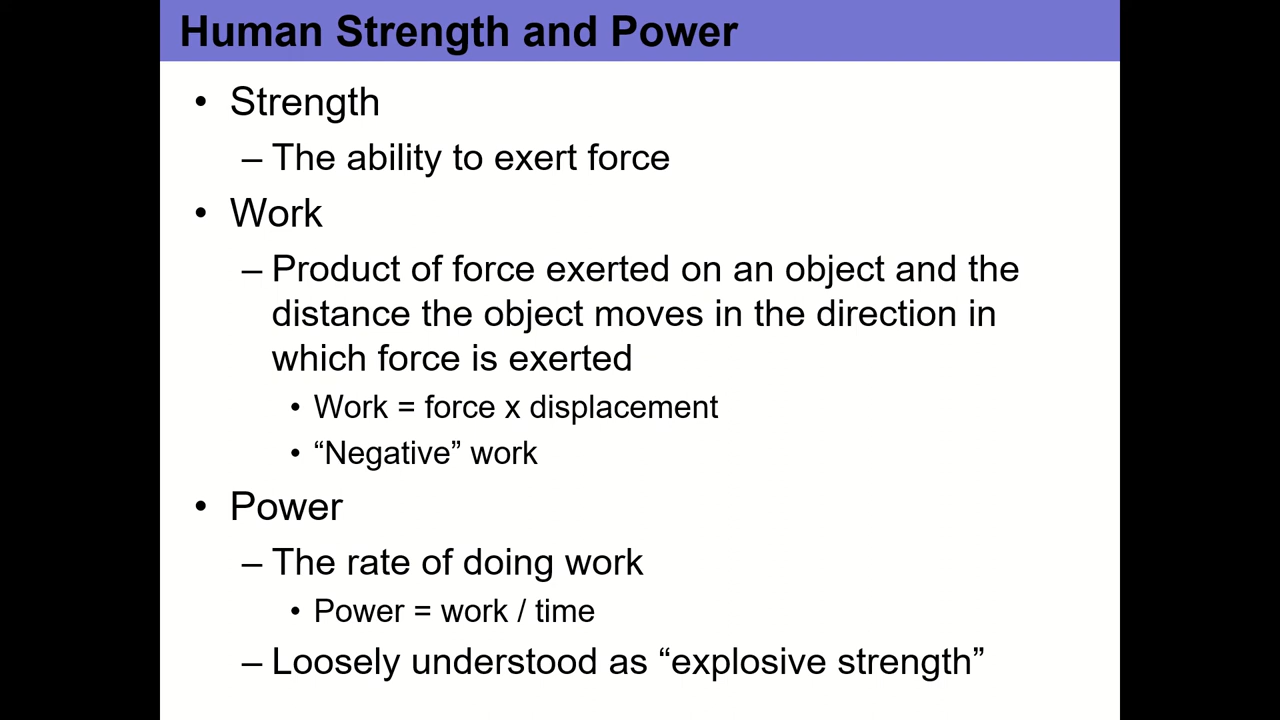 Human Strength and Power
• Strength
– The ability to exert force
• Work
– Product of force exerted on an object and the
distance the object moves in the direction in
which force is exerted
• Work = force x displacement
• “Negative” work
• Power
– The rate of doing work
• Power = work / time
– Loosely understood as “explosive strength”